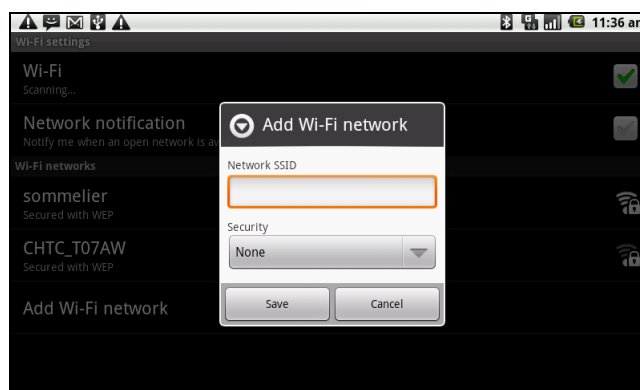 11:36 am
Wi-Fi settings
Wi-Fi
Scanning...
Network notification
Notify me when an open network is av
Wi-Fi networks
sommelier
Secured with WEP
CHTC_T07AW
Secured with WEP
Add Wi-Fi network
Add Wi-Fi network
Network SSID
Security
None
Save
Cancel